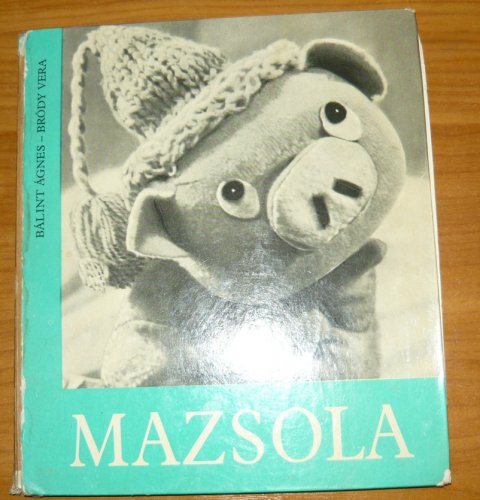 BÁLINT ÁGNES – BRÓDY VERA
MAZSOLA